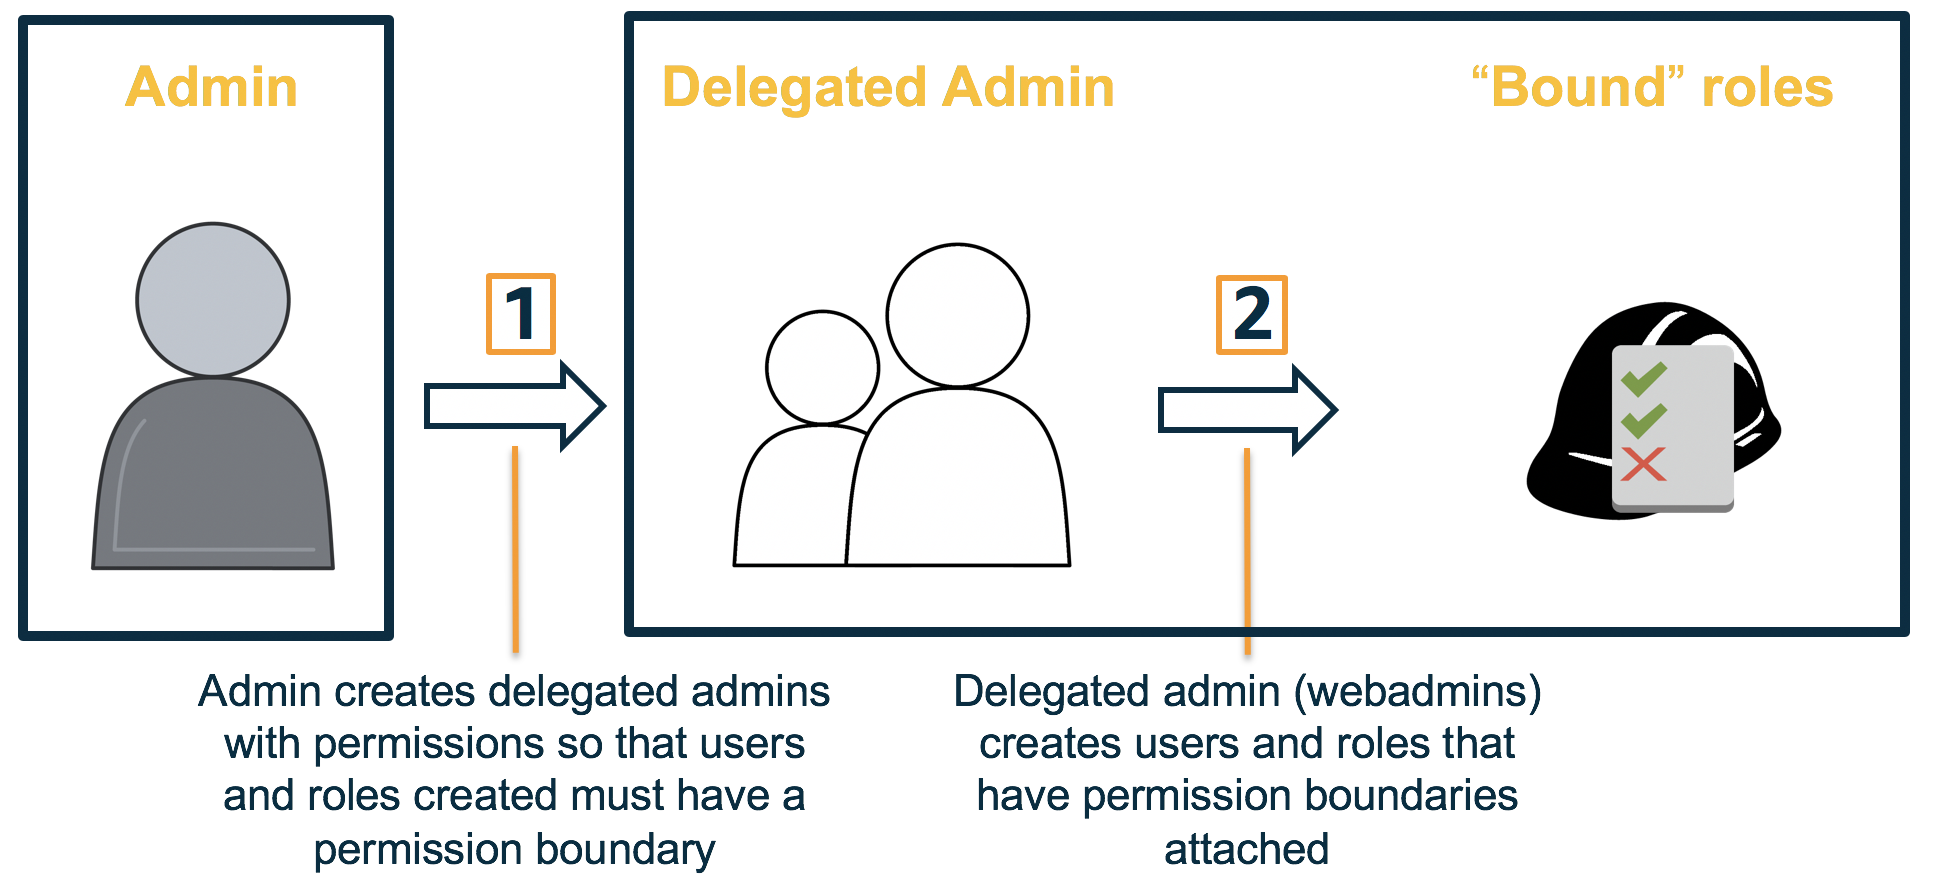 Admin
Delegated Admin
“Bound” roles
1
2
Admin creates delegated admins
with permissions so that users
and roles created must have a
permission boundary
Delegated admin (webadmins)
creates users and roles that
have permission boundaries
attached